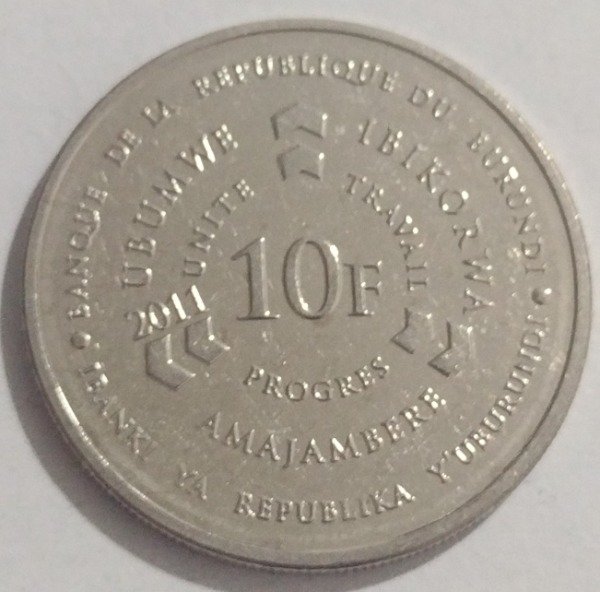 BANQUE DE LA REPUBLIQUE DU BURUNDI
UBUMWE IBIKORWA
UNITE TRAVAIL
10F
2011
PROGRES
AMAJAMBERE
IBANKI YA REPUBLIKA Y'UBURUNDI